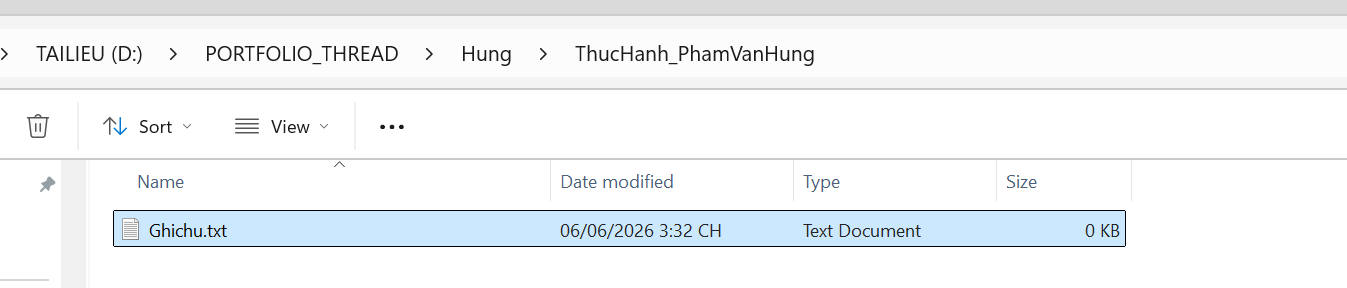 TAILIEU (D:) > PORTFOLIO_THREAD > Hung > ThucHanh_PhamVanHung
Sort View
Name Date modified Type Size
Ghichu.txt 06/06/2026 3:32 CH Text Document 0 KB